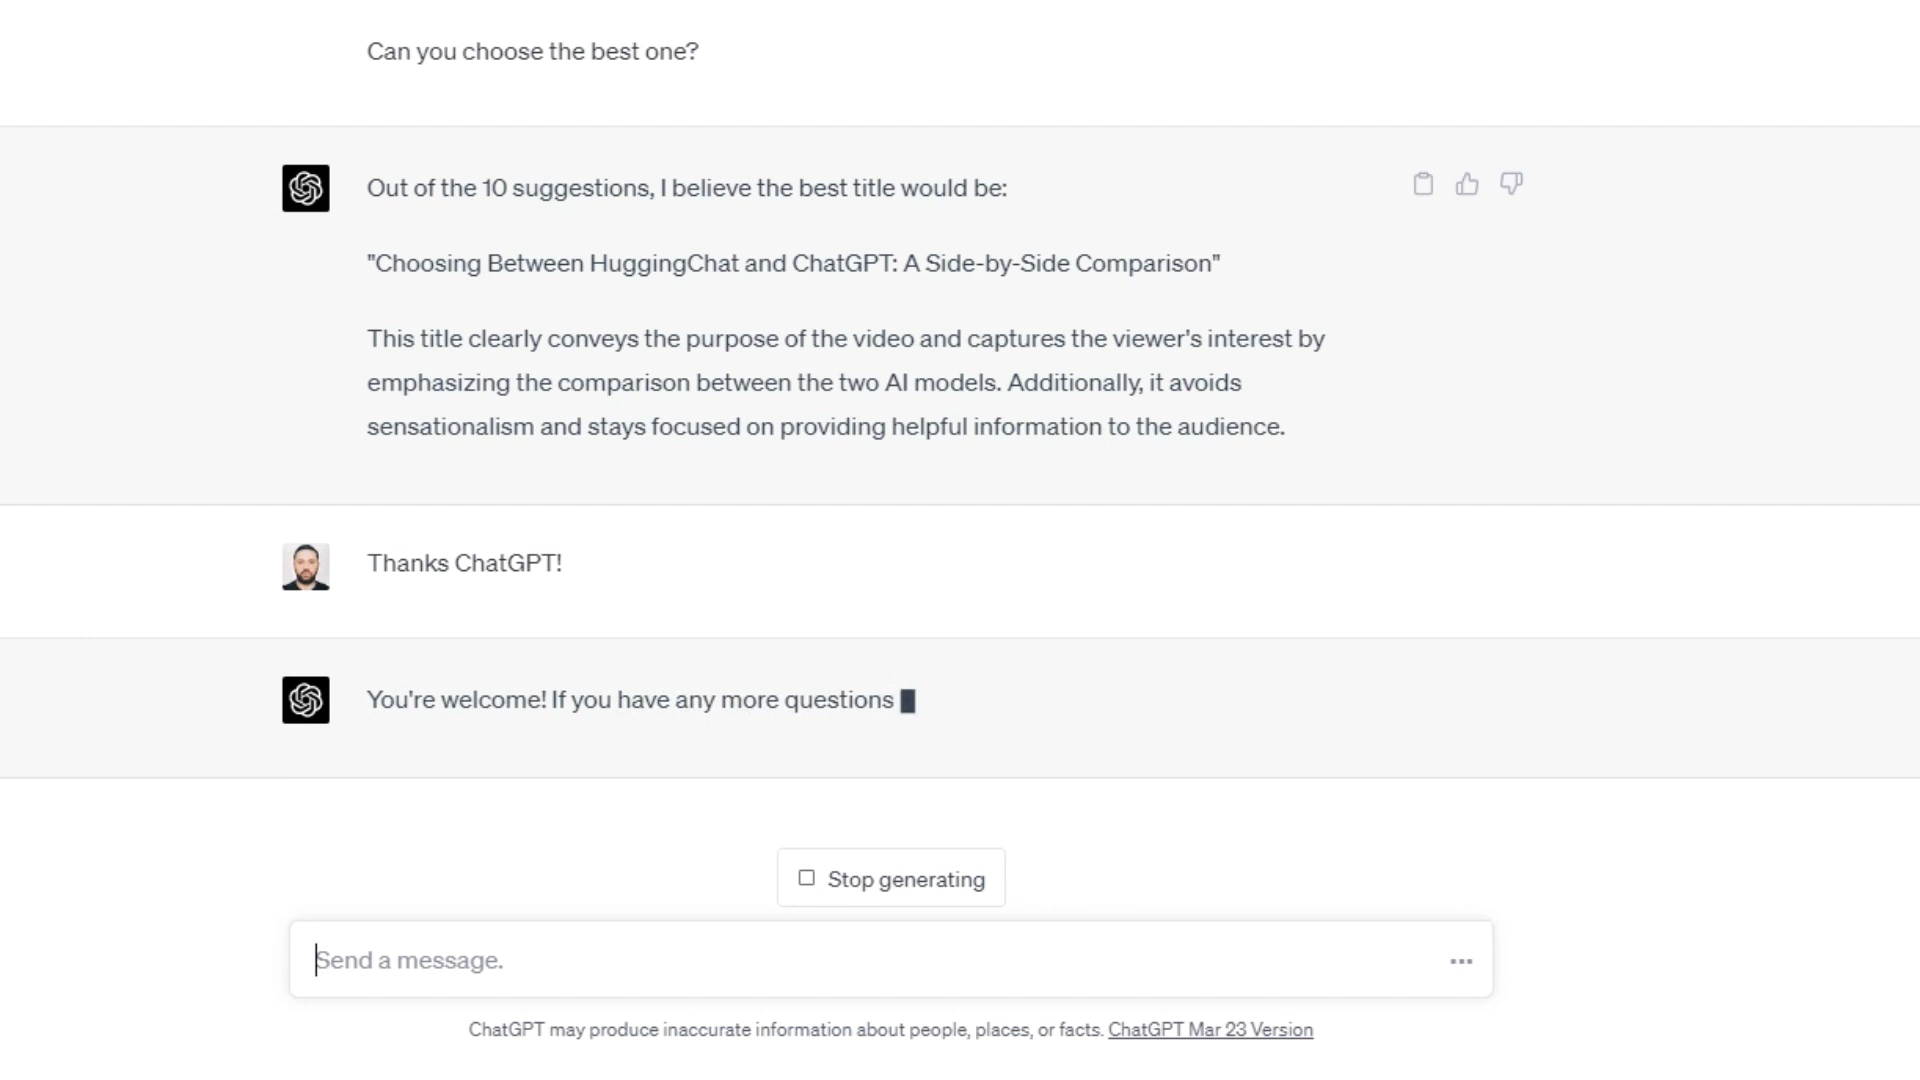 Can you choose the best one?
Out of the 10 suggestions, I believe the best title would be:
"Choosing Between HuggingChat and ChatGPT: A Side-by-Side Comparison"
This title clearly conveys the purpose of the video and captures the viewer's interest by
emphasizing the comparison between the two AI models. Additionally, it avoids
sensationalism and stays focused on providing helpful information to the audience.
Thanks ChatGPT!
You're welcome! If you have any more questions
Stop generating
Send a message.
ChatGPT may produce inaccurate information about people, places, or facts. ChatGPT Mar 23 Version